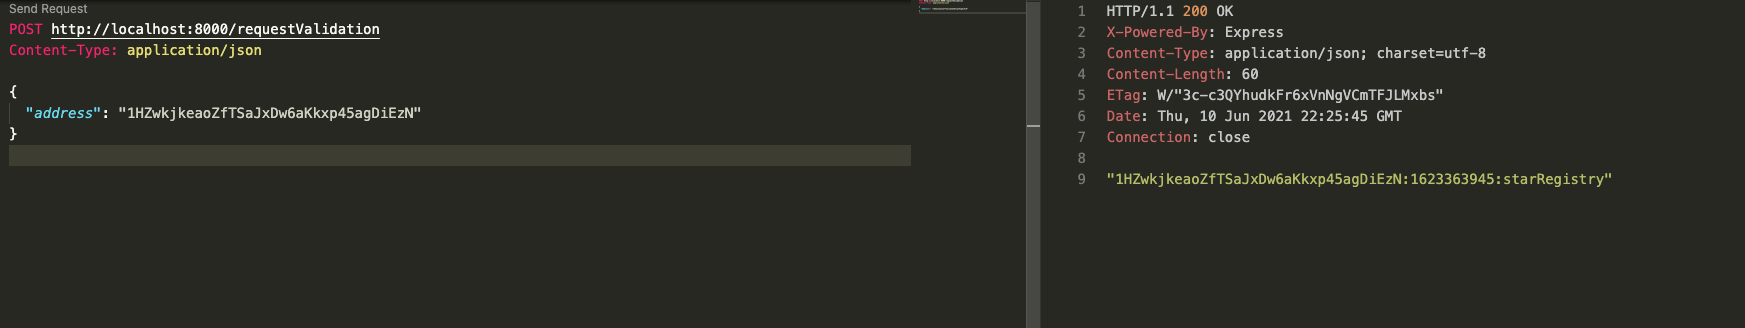 Send Request
POST http://localhost:8000/requestValidation
Content-Type: application/json
{
"address": "1HZwkjkeaoZfTSaJxDw6aKkxp45agDiEzN"
}
1 HTTP/1.1 200 OK
2 X-Powered-By: Express
3 Content-Type: application/json; charset=utf-8
4 Content-Length: 60
5 ETag: W/"3c-c3QYhudkFr6xVnNgVCmTFJLMxbs"
6 Date: Thu, 10 Jun 2021 22:25:45 GMT
7 Connection: close
8
9 "1HZwkjkeaoZfTSaJxDw6aKkxp45agDiEzN:1623363945:starRegistry"